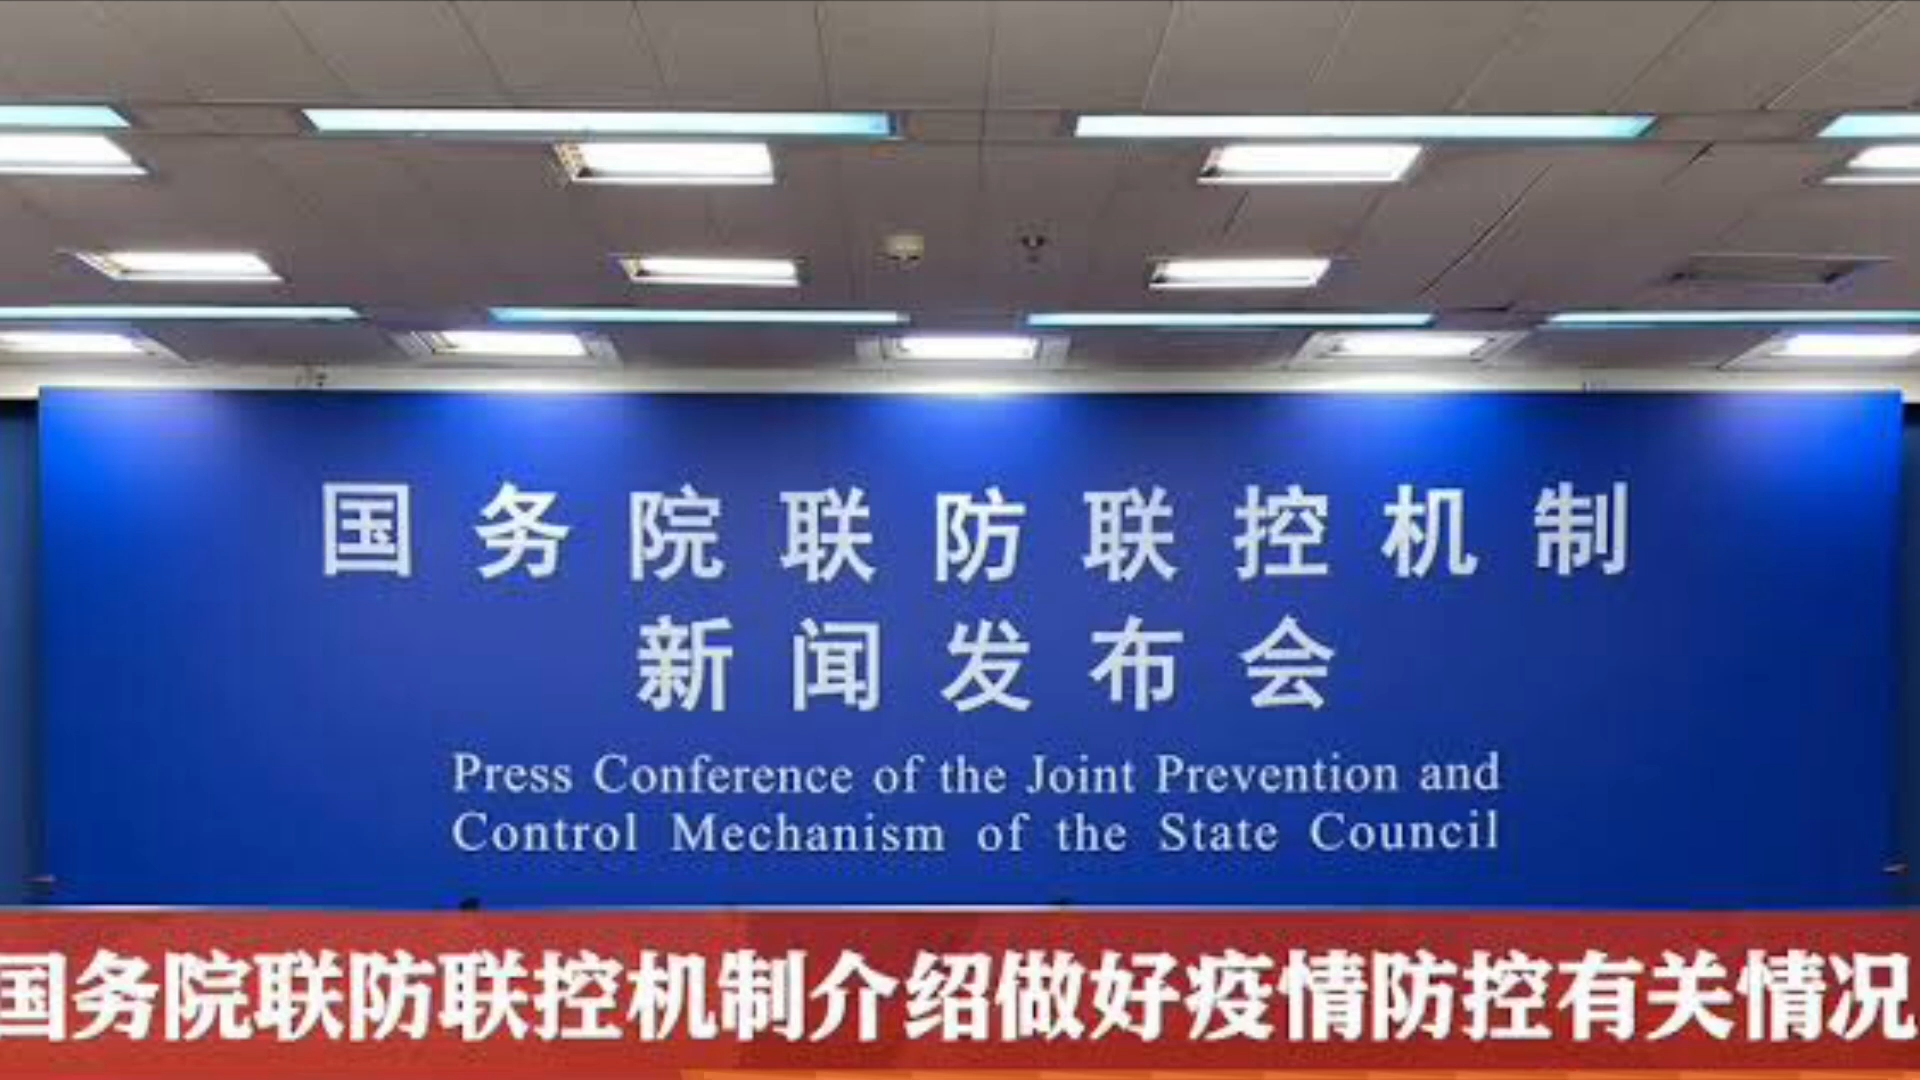 国务院联防联控机制
新闻发布会
Press Conference of the Joint Prevention and
Control Mechanism of the State Council
国务院联防联控机制介绍做好疫情防控有关情况